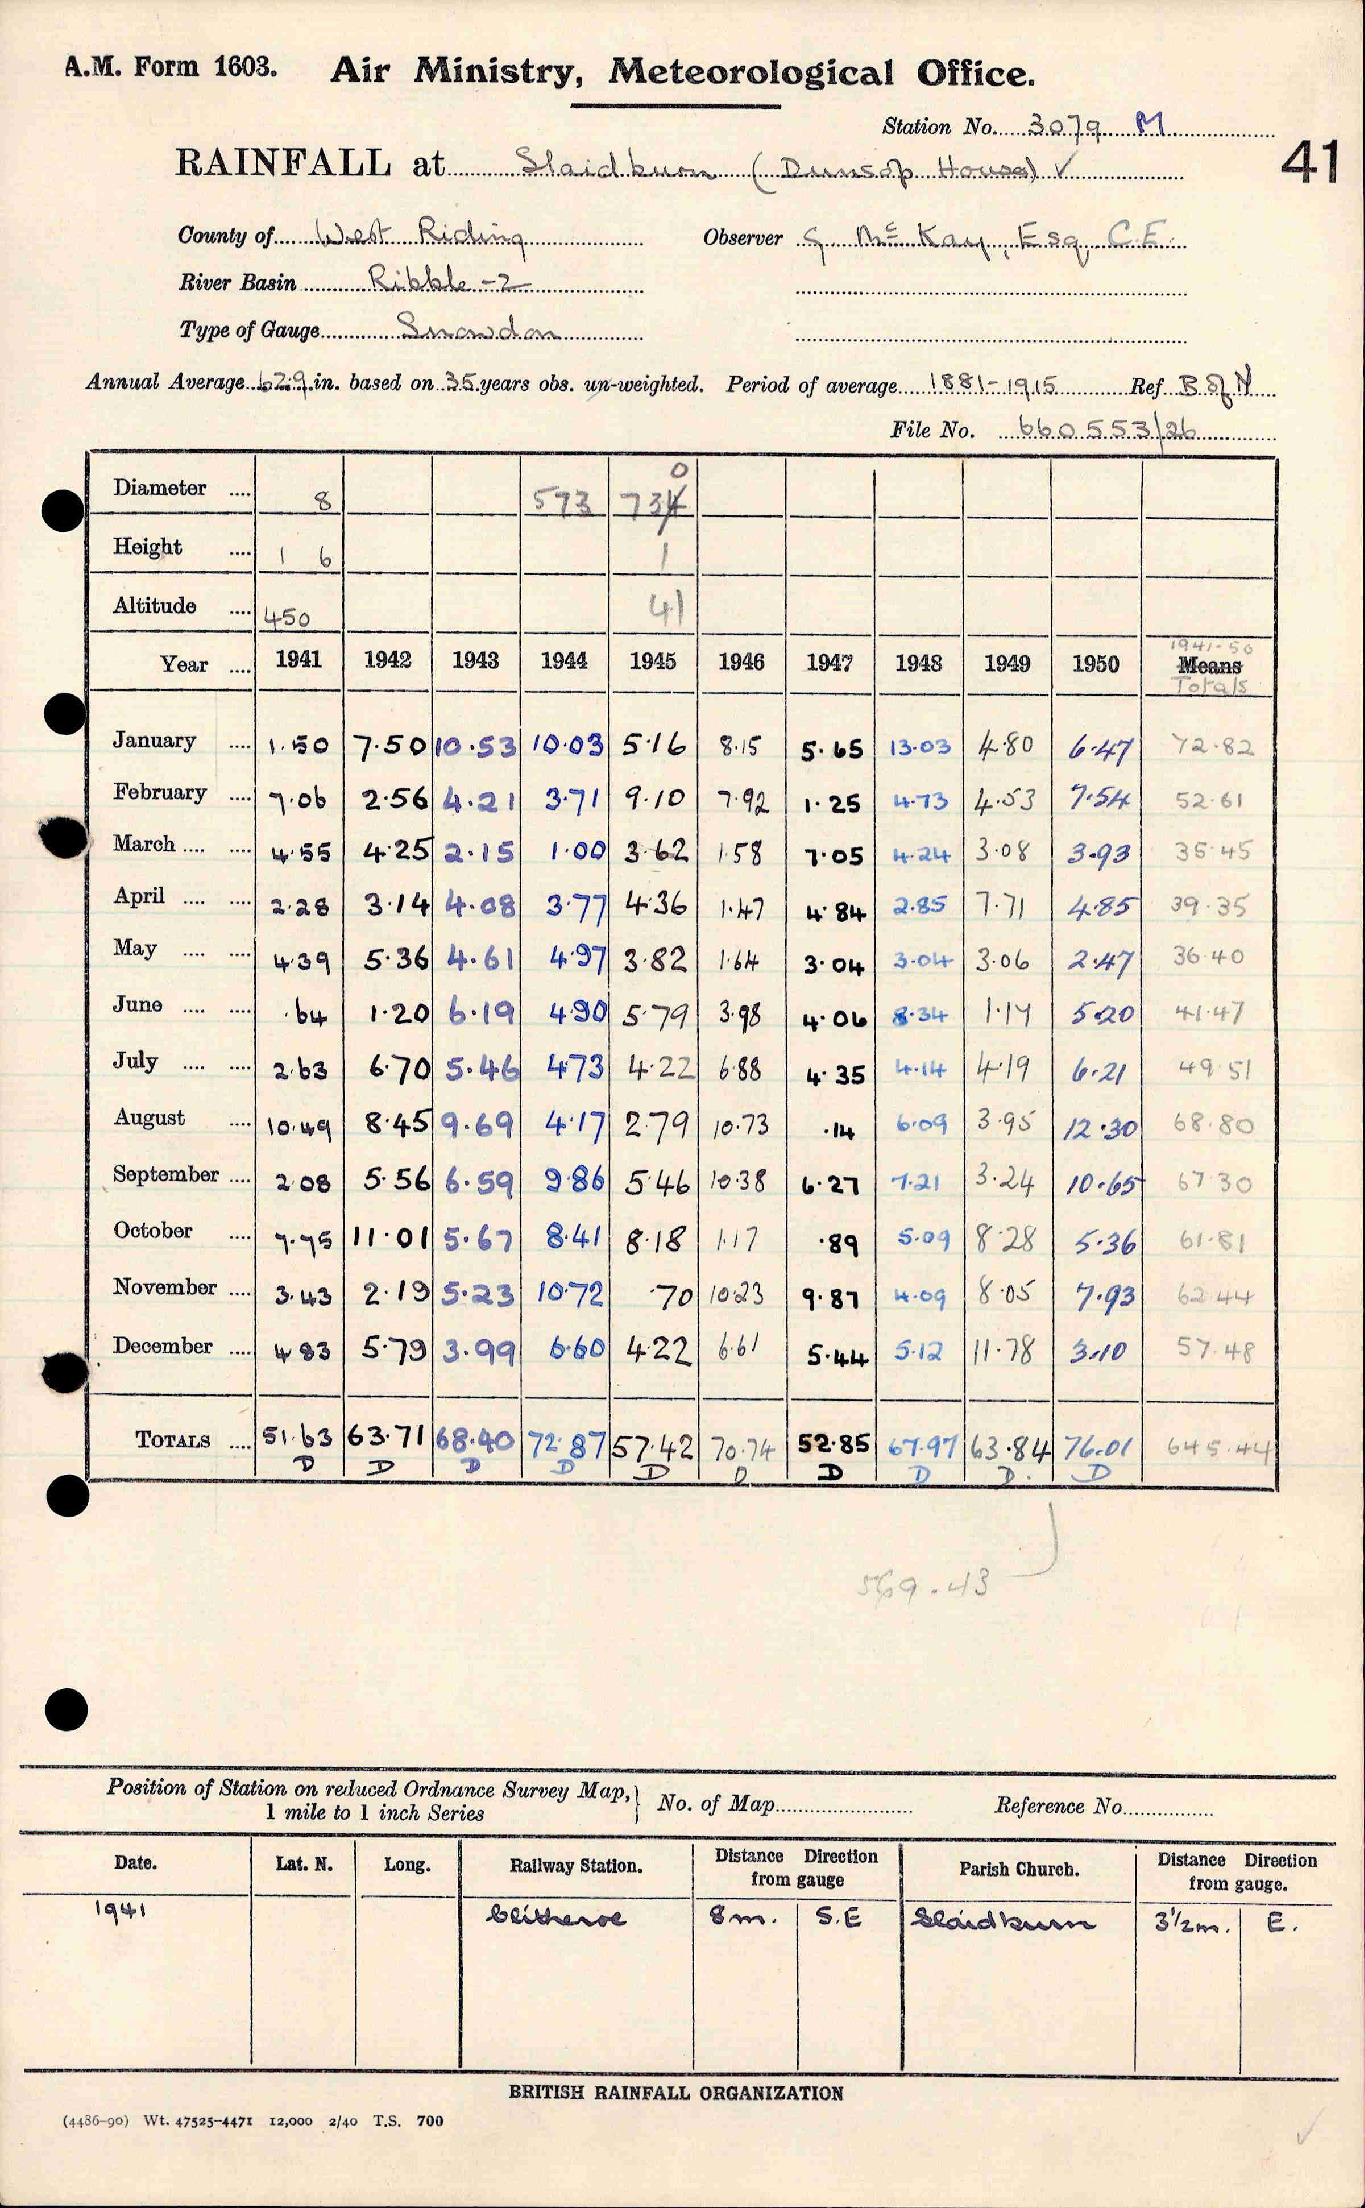 A.M. Form 1603. Air Ministry, Meteorological Office.
Station No. 3079 M
41
RAINFALL at Slaidburn (Dunsop House) ✓
County of West Riding Observer G. McKay, Esq, C.E.
River Basin Ribble -2
Type of Gauge Snowdon
Annual Average 62.9 in. based on 35 years obs. un-weighted. Period of average 1881-1915 Ref B of N
File No. 660553/26
0
Diameter .... 8 573 734
Height .... 1 6 1
Altitude .... 450 41
1941-50
Year .... 1941 1942 1943 1944 1945 1946 1947 1948 1949 1950 Means
Totals
January .... 1.50 7.50 10.53 10.03 5.16 8.15 5.65 13.03 4.80 6.47 72.82
February .... 7.06 2.56 4.21 3.71 9.10 7.92 1.25 4.73 4.53 7.54 52.61
March .... .... 4.55 4.25 2.15 1.00 3.62 1.58 7.05 4.24 3.08 3.93 35.45
April .... .... 2.28 3.14 4.08 3.77 4.36 1.47 4.84 2.85 7.71 4.85 39.35
May .... .... 4.39 5.36 4.61 4.97 3.82 1.64 3.04 3.04 3.06 2.47 36.40
June .... .... .64 1.20 6.19 4.90 5.79 3.98 4.06 8.34 1.17 5.20 41.47
July .... .... 2.63 6.70 5.46 4.73 4.22 6.88 4.35 4.14 4.19 6.21 49.51
August .... 10.49 8.45 9.69 4.17 2.79 10.73 .14 6.09 3.95 12.30 68.80
September .... 2.08 5.56 6.59 9.86 5.46 10.38 6.27 7.21 3.24 10.65 67.30
October .... 7.75 11.01 5.67 8.41 8.18 1.17 .89 5.09 8.28 5.36 61.81
November .... 3.43 2.19 5.23 10.72 .70 10.23 9.87 4.09 8.05 7.93 62.44
December .... 4.83 5.79 3.99 6.60 4.22 6.61 5.44 5.12 11.78 3.10 57.48
TOTALS .... 51.63 63.71 68.40 72.87 57.42 70.74 52.85 67.97 63.84 76.01 645.44
D D D D D D D D D. D
569.43
Position of Station on reduced Ordnance Survey Map, No. of Map Reference No.
1 mile to 1 inch Series
Date. Lat. N. Long. Railway Station. Distance Direction from gauge Parish Church. Distance Direction from gauge.
1941 Clitheroe 8m. S.E Slaidburn 3½m. E.
BRITISH RAINFALL ORGANIZATION
(4486-90) Wt. 47525-4471 12,000 2/40 T.S. 700
✓